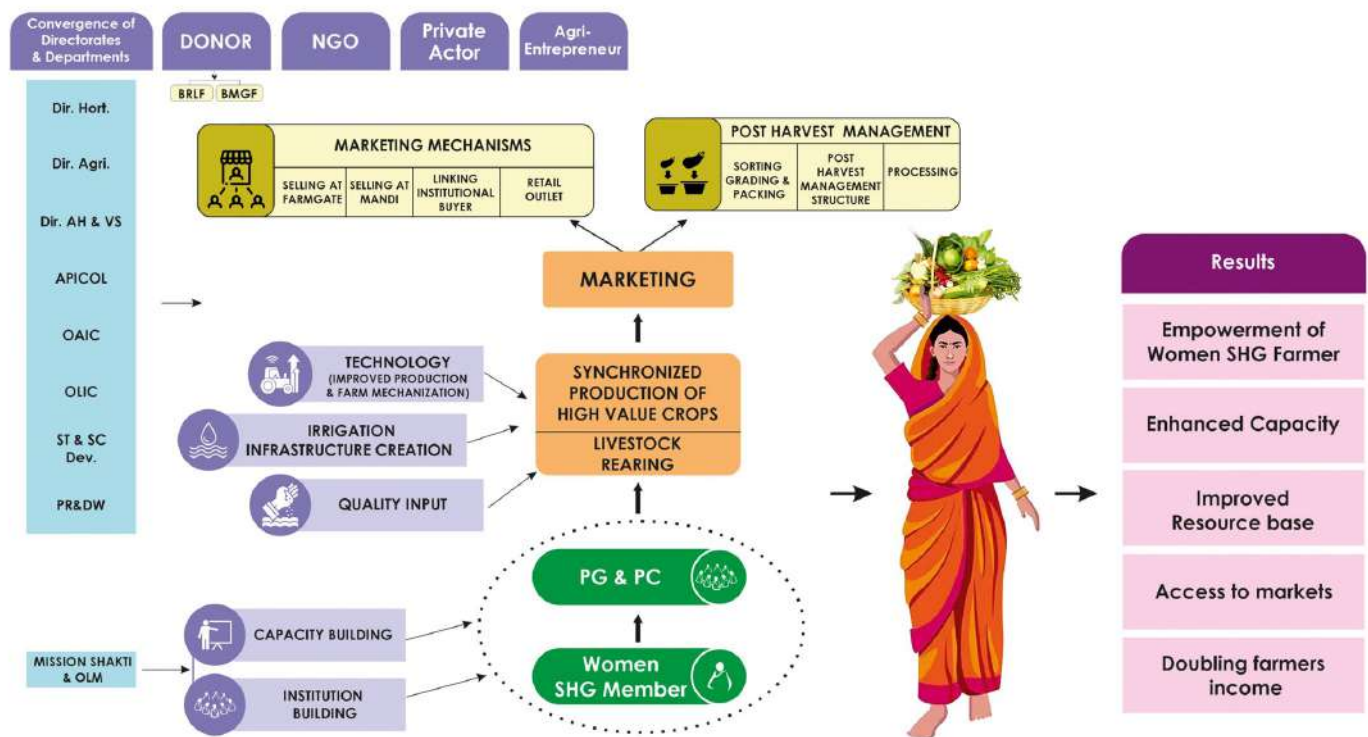 Convergence of
Directorates
& Departments
DONOR
NGO
Private
Actor
Agri-
Entrepreneur
BRLF
BMGF
Dir. Hort.
Dir. Agri.
Dir. AH & VS
APICOL
OAIC
OLIC
ST & SC
Dev.
PR&DW
MISSION SHAKTI
& OLM
MARKETING MECHANISMS
SELLING AT
FARMGATE
SELLING AT
MANDI
LINKING
INSTITUTIONAL
BUYER
RETAIL
OUTLET
POST HARVEST MANAGEMENT
SORTING
GRADING &
PACKING
POST
HARVEST
MANAGEMENT
STRUCTURE
PROCESSING
MARKETING
TECHNOLOGY
(IMPROVED PRODUCTION
& FARM MECHANIZATION)
IRRIGATION
INFRASTRUCTURE CREATION
QUALITY INPUT
SYNCHRONIZED
PRODUCTION OF
HIGH VALUE CROPS
LIVESTOCK
REARING
PG & PC
Women
SHG Member
CAPACITY BUILDING
INSTITUTION
BUILDING
Results
Empowerment of
Women SHG Farmer
Enhanced Capacity
Improved
Resource base
Access to markets
Doubling farmers
income